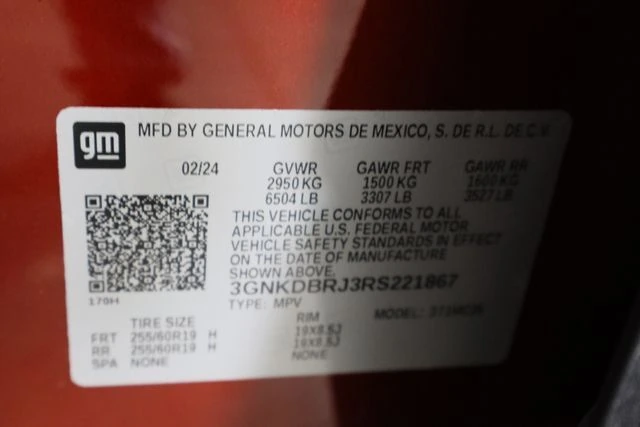 gm
MFD BY GENERAL MOTORS DE MEXICO, S. DE R.L. DE C.V.
02/24 GVWR GAWR FRT GAWR RR
2950 KG 1500 KG 1600 KG
6504 LB 3307 LB 3527 LB
THIS VEHICLE CONFORMS TO ALL
APPLICABLE U.S. FEDERAL MOTOR
VEHICLE SAFETY STANDARDS IN EFFECT
ON THE DATE OF MANUFACTURE
SHOWN ABOVE.
3GNKDBRJ3RS221867
170H
TYPE: MPV MODEL:
TIRE SIZE RIM
FRT 255/60R19 H 19X8.5J
RR 255/60R19 H 19X8.5J
SPA NONE NONE